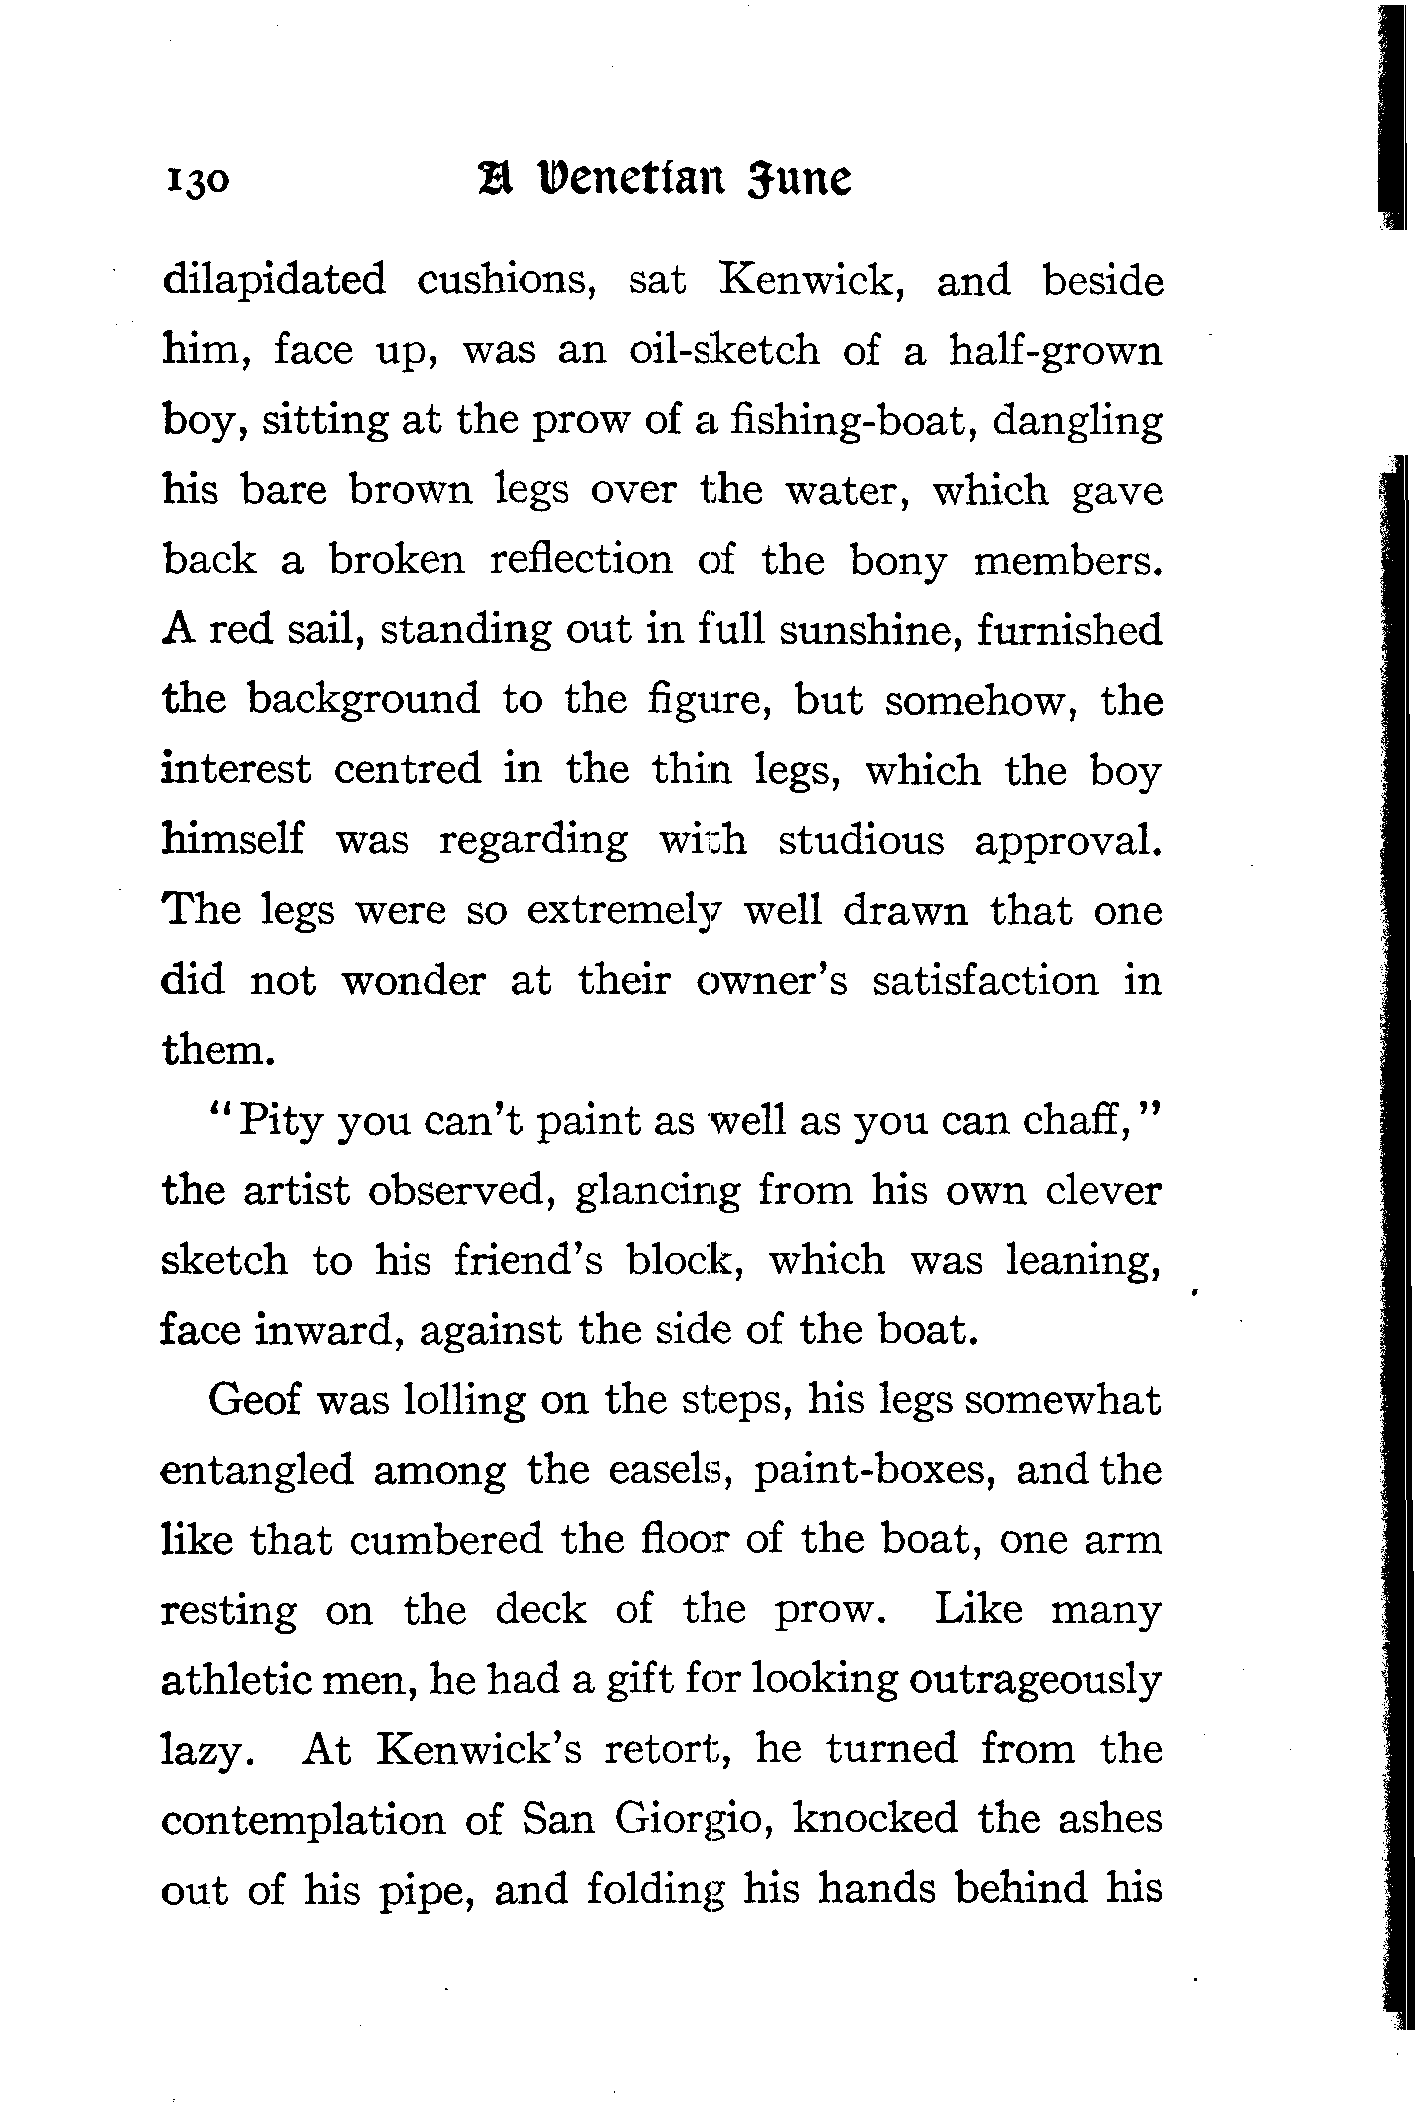 130 A Venetian June
dilapidated cushions, sat Kenwick, and beside
him, face up, was an oil-sketch of a half-grown
boy, sitting at the prow of a fishing-boat, dangling
his bare brown legs over the water, which gave
back a broken reflection of the bony members.
A red sail, standing out in full sunshine, furnished
the background to the figure, but somehow, the
interest centred in the thin legs, which the boy
himself was regarding with studious approval.
The legs were so extremely well drawn that one
did not wonder at their owner's satisfaction in
them.
"Pity you can't paint as well as you can chaff,"
the artist observed, glancing from his own clever
sketch to his friend's block, which was leaning,
face inward, against the side of the boat.
Geof was lolling on the steps, his legs somewhat
entangled among the easels, paint-boxes, and the
like that cumbered the floor of the boat, one arm
resting on the deck of the prow. Like many
athletic men, he had a gift for looking outrageously
lazy. At Kenwick's retort, he turned from the
contemplation of San Giorgio, knocked the ashes
out of his pipe, and folding his hands behind his